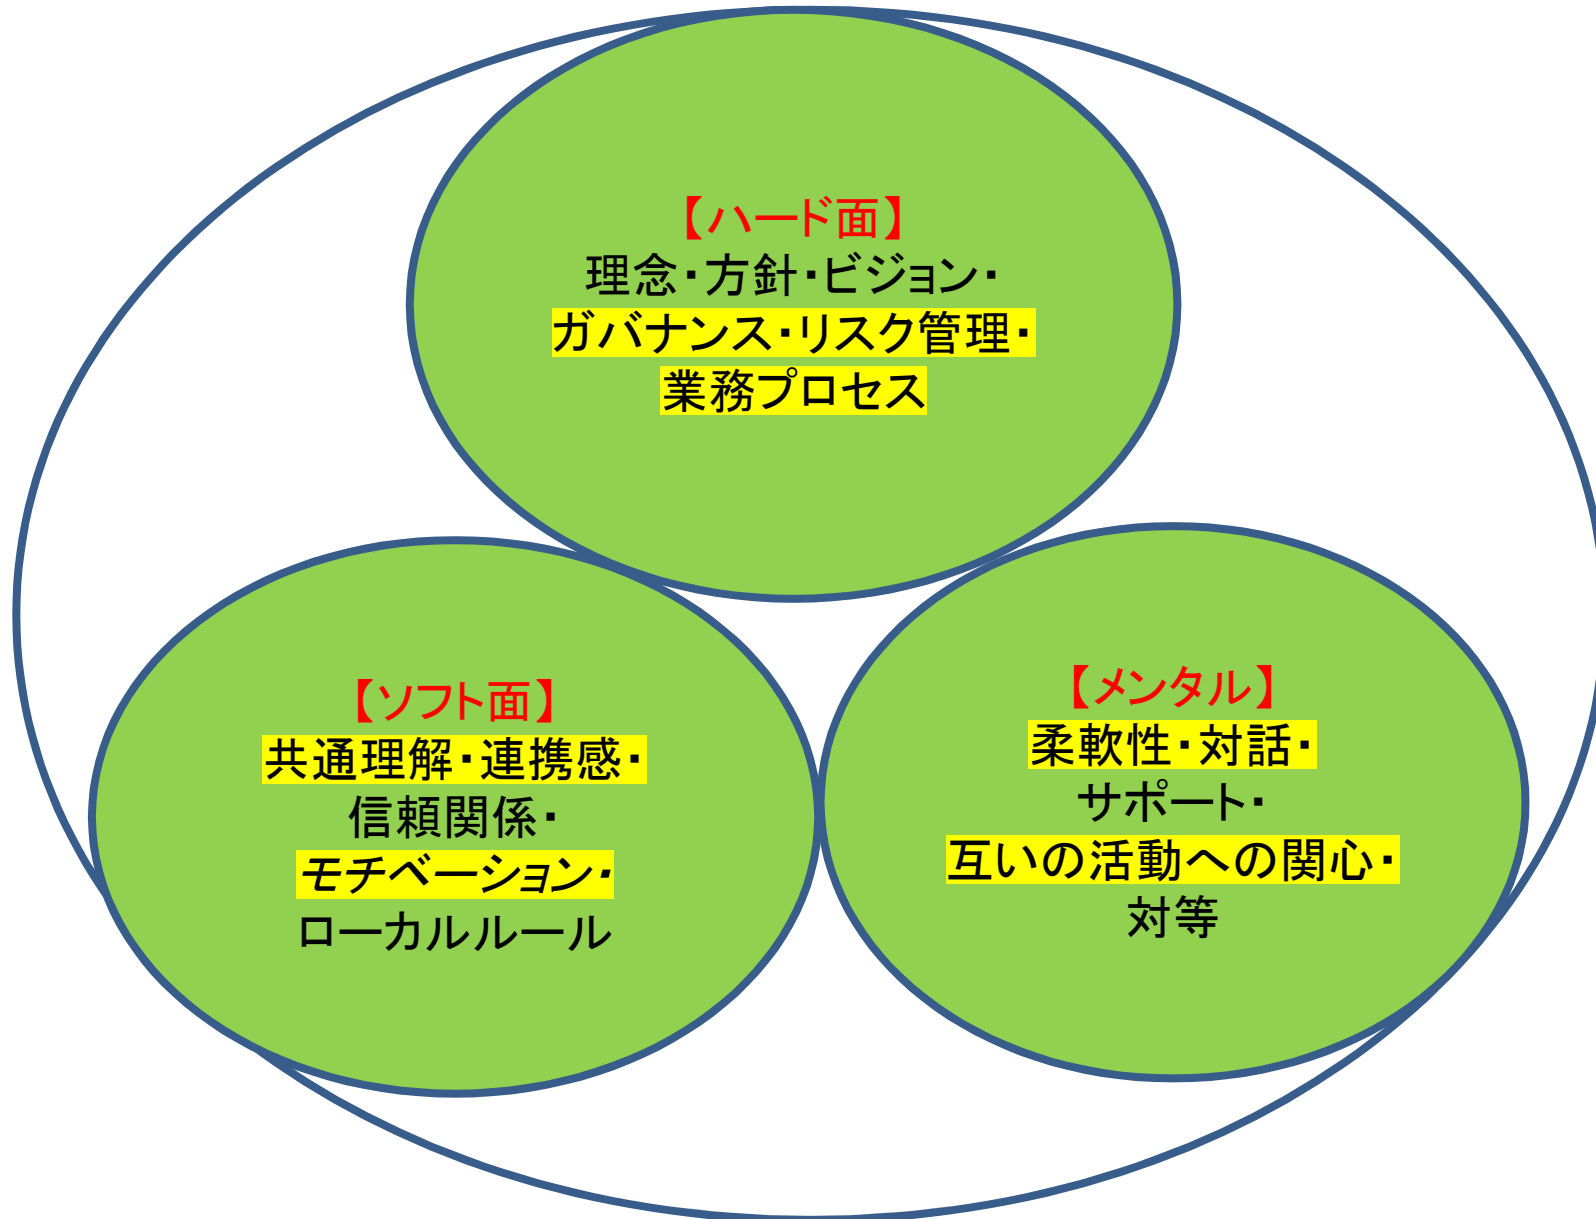 【ハード面】
理念・方針・ビジョン・
ガバナンス・リスク管理・
業務プロセス
【ソフト面】
共通理解・連携感・
信頼関係・
モチベーション・
ローカルルール
【メンタル】
柔軟性・対話・
サポート・
互いの活動への関心・
対等